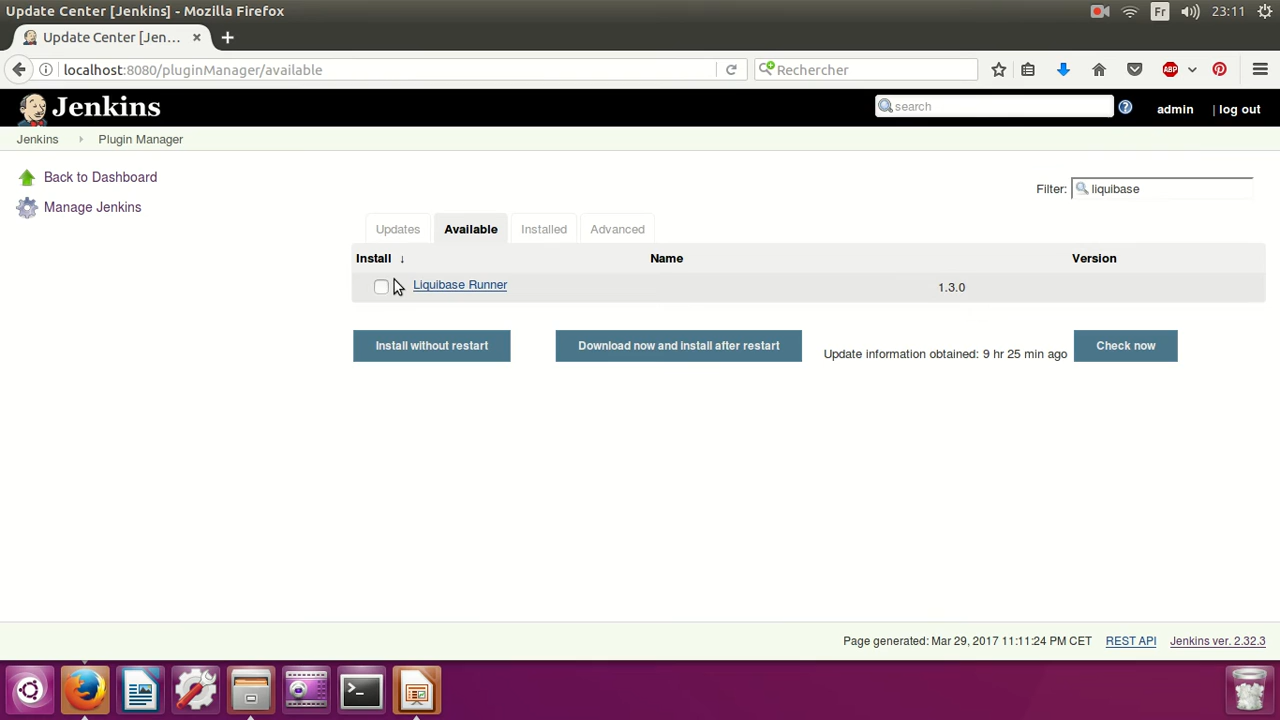 Update Center [Jenkins] - Mozilla Firefox
Fr
23:11
Update Center [Jen...
localhost:8080/pluginManager/available
Rechercher
ABP
Jenkins
search
admin
| log out
Jenkins
Plugin Manager
Back to Dashboard
Manage Jenkins
Filter:
liquibase
Updates
Available
Installed
Advanced
Install ↓
Name
Version
Liquibase Runner
1.3.0
Install without restart
Download now and install after restart
Update information obtained: 9 hr 25 min ago
Check now
Page generated: Mar 29, 2017 11:11:24 PM CET
REST API
Jenkins ver. 2.32.3